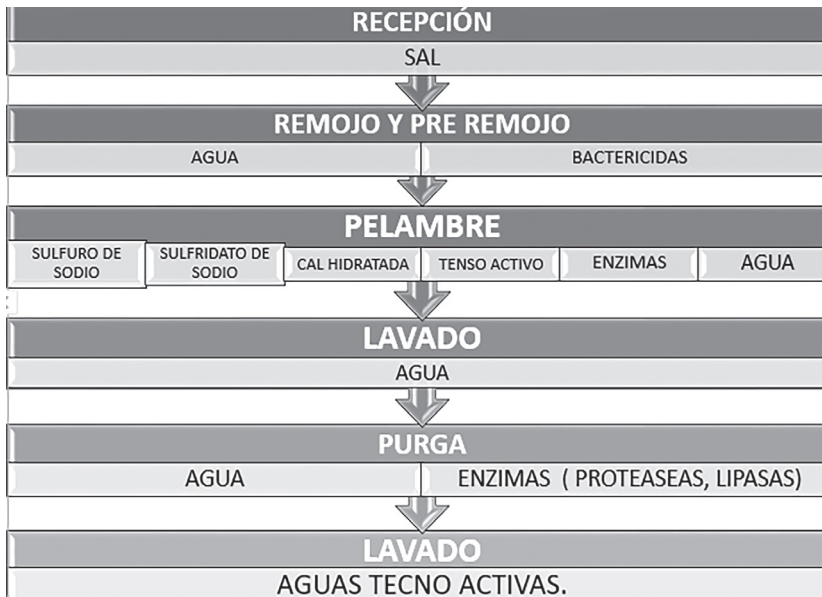 RECEPCIÓN
SAL
REMOJO Y PRE REMOJO
AGUA BACTERICIDAS
PELAMBRE
SULFURO DE SODIO
SULFRIDATO DE SODIO
CAL HIDRATADA
TENSO ACTIVO
ENZIMAS
AGUA
LAVADO
AGUA
PURGA
AGUA ENZIMAS ( PROTEASEAS, LIPASAS)
LAVADO
AGUAS TECNO ACTIVAS.